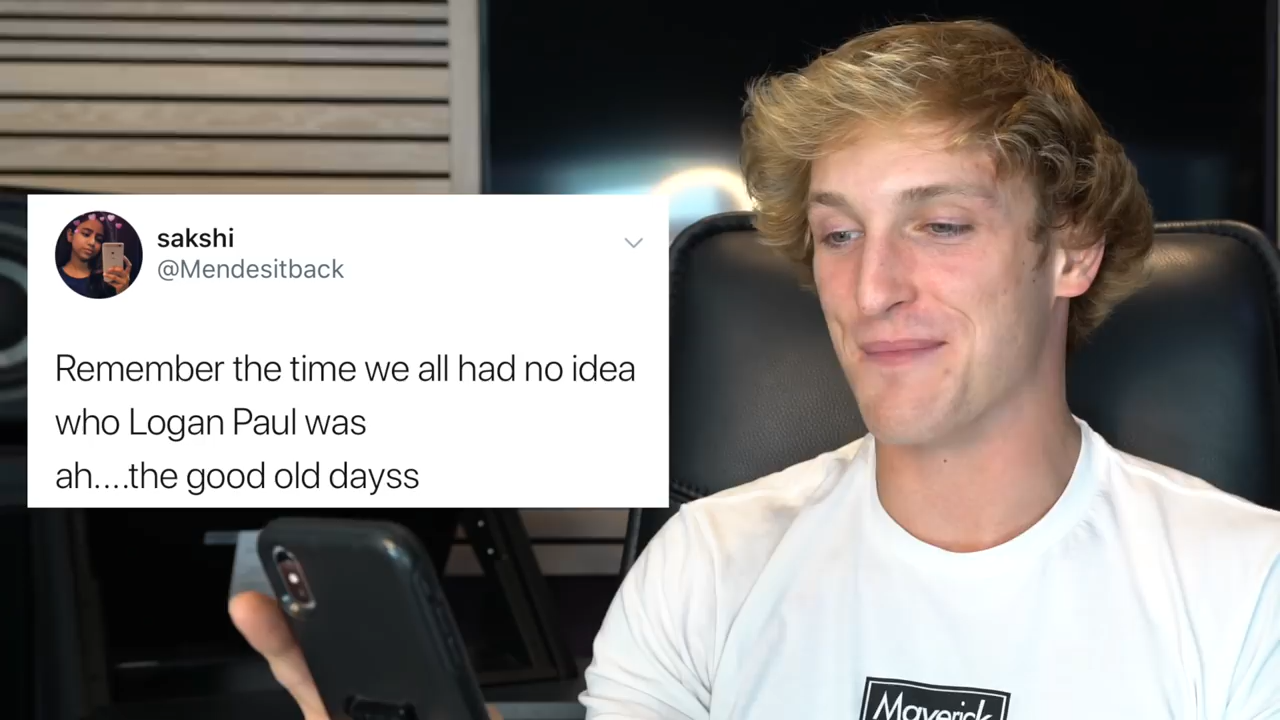 sakshi
@Mendesitback
Remember the time we all had no idea
who Logan Paul was
ah....the good old dayss
Maverick